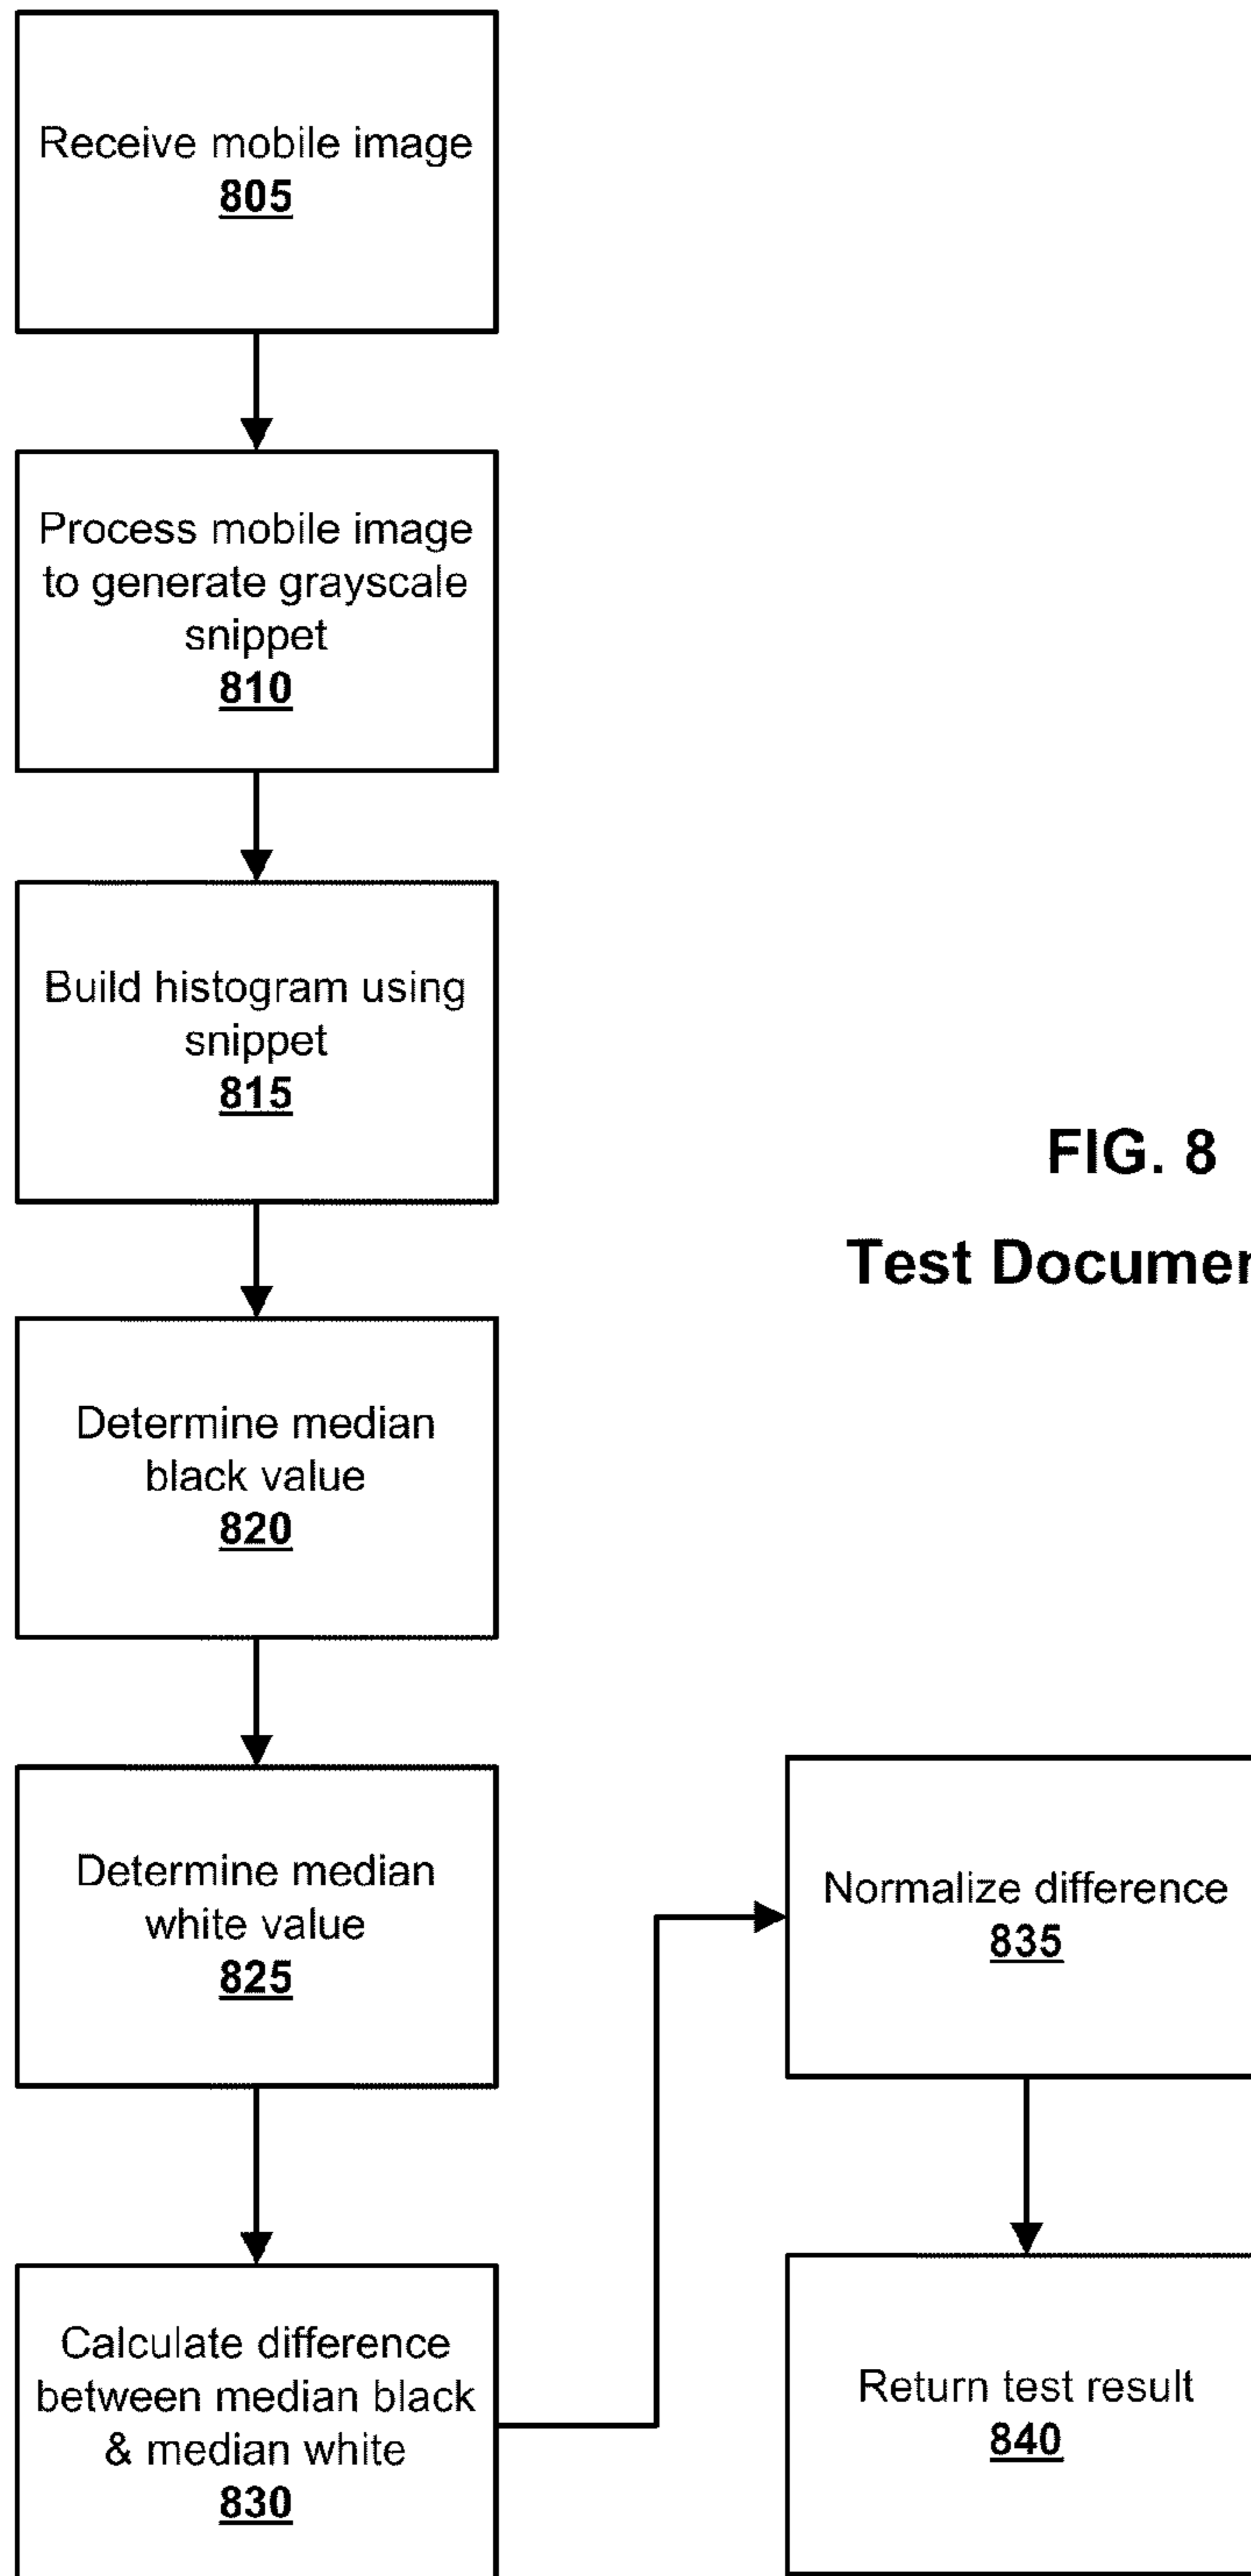 Receive mobile image
805
Process mobile image
to generate grayscale
snippet
810
Build histogram using
snippet
815
FIG. 8
Test Documen
Determine median
black value
820
Determine median
white value
825
Calculate difference
between median black
& median white
830
Normalize difference
835
Return test result
840